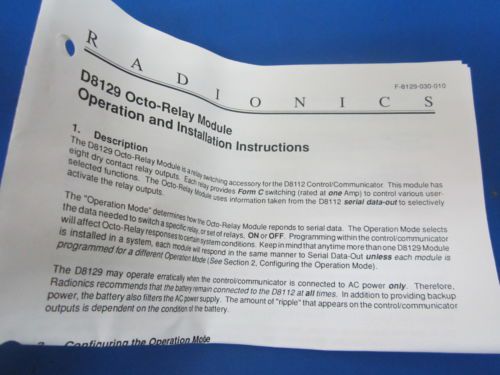 RADIONICS
F-8129-030-010
D8129 Octo-Relay Module
Operation and Installation Instructions
1. Description
The D8129 Octo-Relay Module is a relay switching accessory for the D8112 Control/Communicator. This module has
eight dry contact relay outputs. Each relay provides Form C switching (rated at one Amp) to control various user-
selected functions. The Octo-Relay Module uses information taken from the D8112 serial data-out to selectively
activate the relay outputs.
The "Operation Mode" determines how the Octo-Relay Module reponds to serial data. The Operation Mode selects
the data needed to switch a specific relay, or set of relays, ON or OFF. Programming within the control/communicator
will affect Octo-Relay responses to certain system conditions. Keep in mind that anytime more than one D8129 Module
is installed in a system, each module will respond in the same manner to Serial Data-Out unless each module is
programmed for a different Operation Mode (See Section 2, Configuring the Operation Mode).
The D8129 may operate erratically when the control/communicator is connected to AC power only. Therefore,
Radionics recommends that the battery remain connected to the D8112 at all times. In addition to providing backup
power, the battery also filters the AC power supply. The amount of "ripple" that appears on the control/communicator
outputs is dependent on the condition of the battery.
2. Configuring the Operation Mode